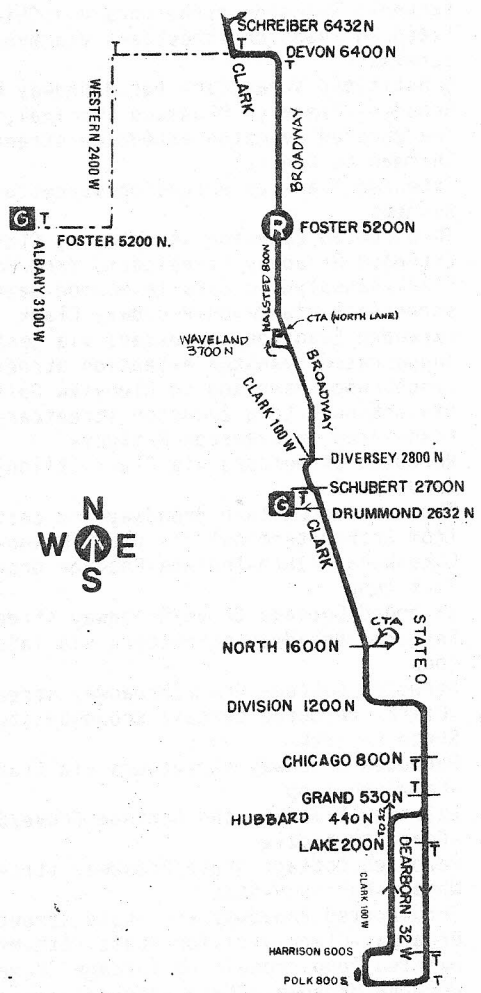 SCHREIBER 6432N
T
DEVON 6400N
T
T
CLARK
WESTERN 2400 W
BROADWAY
G T
R FOSTER 5200N
FOSTER 5200 N.
T
ALBANY 3100 W
HALSTED 800W
CTA (NORTH LANE)
WAVELAND
3700 N
BROADWAY
CLARK 100 W
DIVERSEY 2800 N
SCHUBERT 2700N
G T
DRUMMOND 2632 N
CLARK
N
W E
S
CTA
NORTH 1600N
STATE 0
DIVISION 1200N
CHICAGO 800N
T
T
GRAND 530N
HUBBARD 440N
LAKE 200N
T
DEARBORN 32 W
CLARK 100W
HARRISON 600S
T
POLK 800S
T